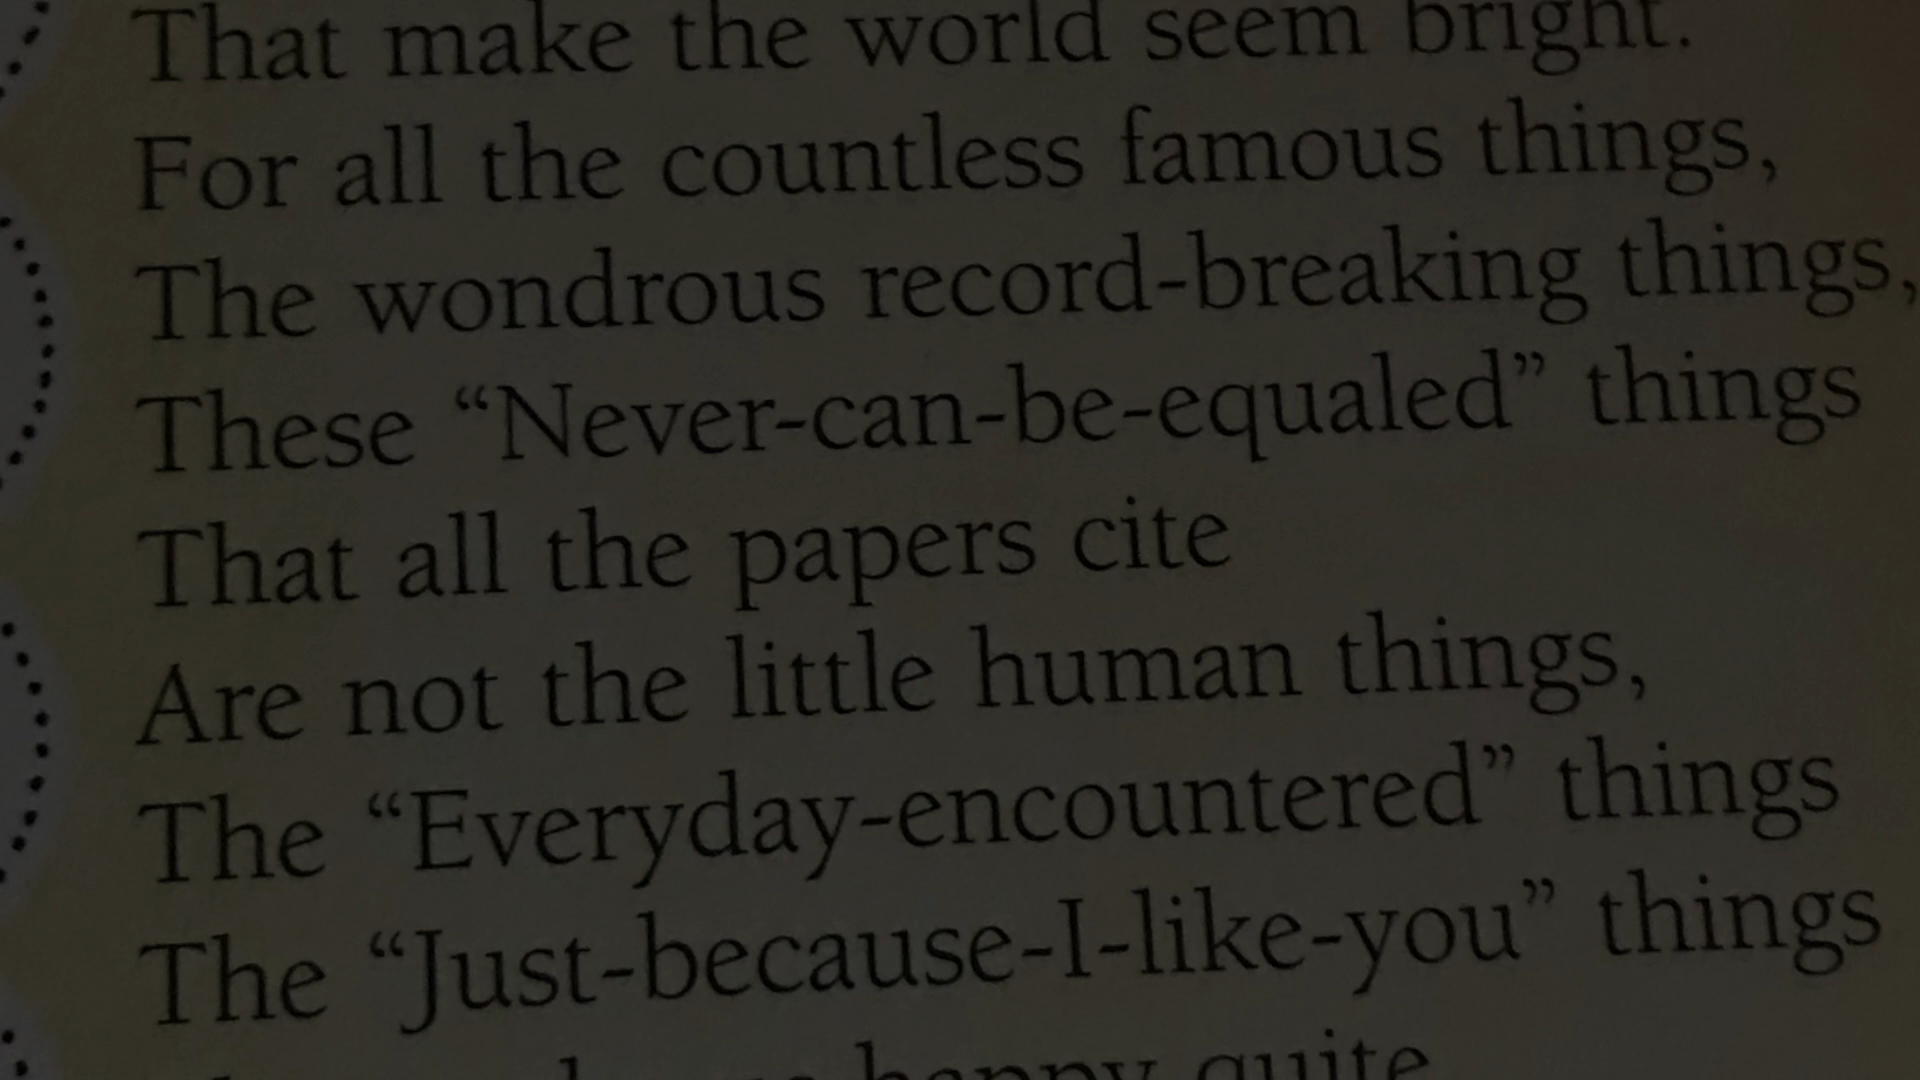 That make the world seem bright.
For all the countless famous things,
The wondrous record-breaking things,
These “Never-can-be-equaled” things
That all the papers cite
Are not the little human things,
The “Everyday-encountered” things
The “Just-because-I-like-you” things
happy quite